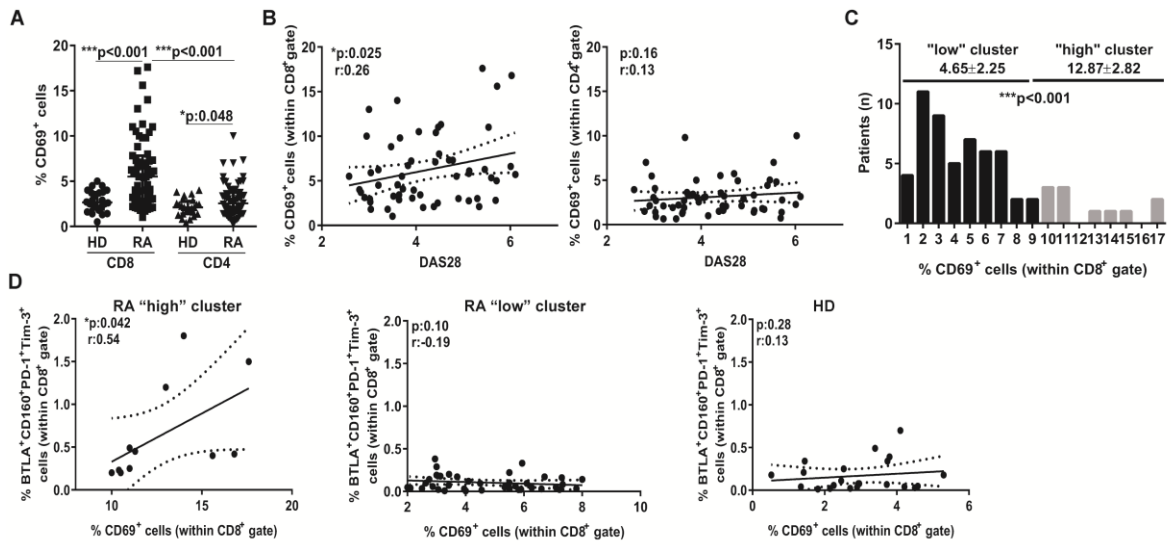 A
***p<0.001 ***p<0.001
*p:0.048
% CD69+ cells
20
15
10
5
0
HD RA HD RA
CD8 CD4
B
*p:0.025
r:0.26
% CD69+ cells (within CD8+ gate)
20
15
10
5
0
2 4 6
DAS28
p:0.16
r:0.13
% CD69+ cells (within CD4+ gate)
20
15
10
5
0
2 4 6
DAS28
C
"low" cluster "high" cluster
4.65±2.25 12.87±2.82
***p<0.001
Patients (n)
15
10
5
0
1 2 3 4 5 6 7 8 9 1011121314151617
% CD69+ cells (within CD8+ gate)
D
RA “high” cluster
*p:0.042
r:0.54
% BTLA+CD160+PD-1+Tim-3+
cells (within CD8+ gate)
2.0
1.5
1.0
0.5
0.0
10 15 20
% CD69+ cells (within CD8+ gate)
RA “low” cluster
p:0.10
r:-0.19
% BTLA+CD160+PD-1+Tim-3+
cells (within CD8+ gate)
2.0
1.5
1.0
0.5
0.0
2 4 6 8 10
% CD69+ cells (within CD8+ gate)
HD
p:0.28
r:0.13
% BTLA+CD160+PD-1+Tim-3+
cells (within CD8+ gate)
2.0
1.5
1.0
0.5
0.0
0 2 4 6
% CD69+ cells (within CD8+ gate)